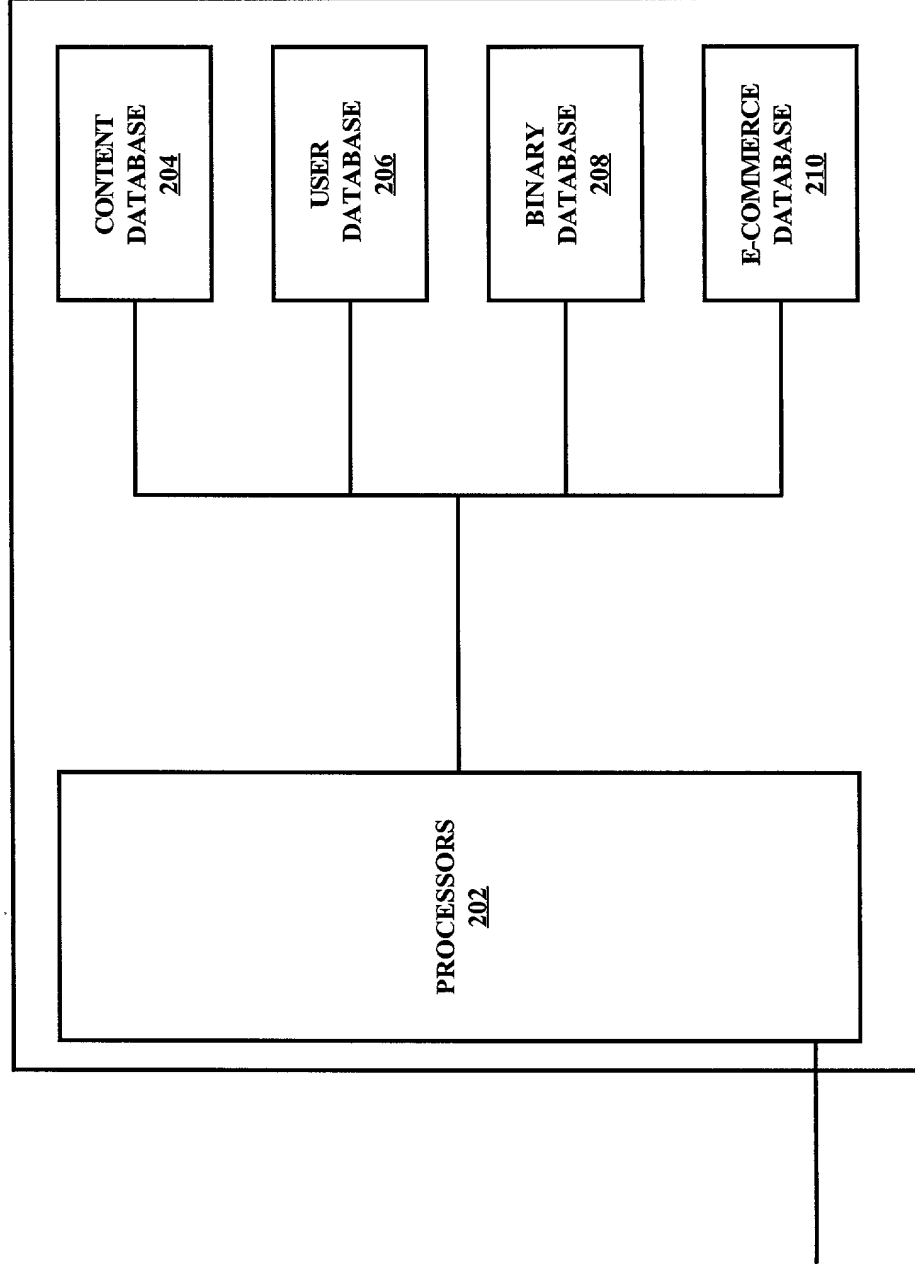 CONTENT
DATABASE
204
USER
DATABASE
206
BINARY
DATABASE
208
E-COMMERCE
DATABASE
210
PROCESSORS
202